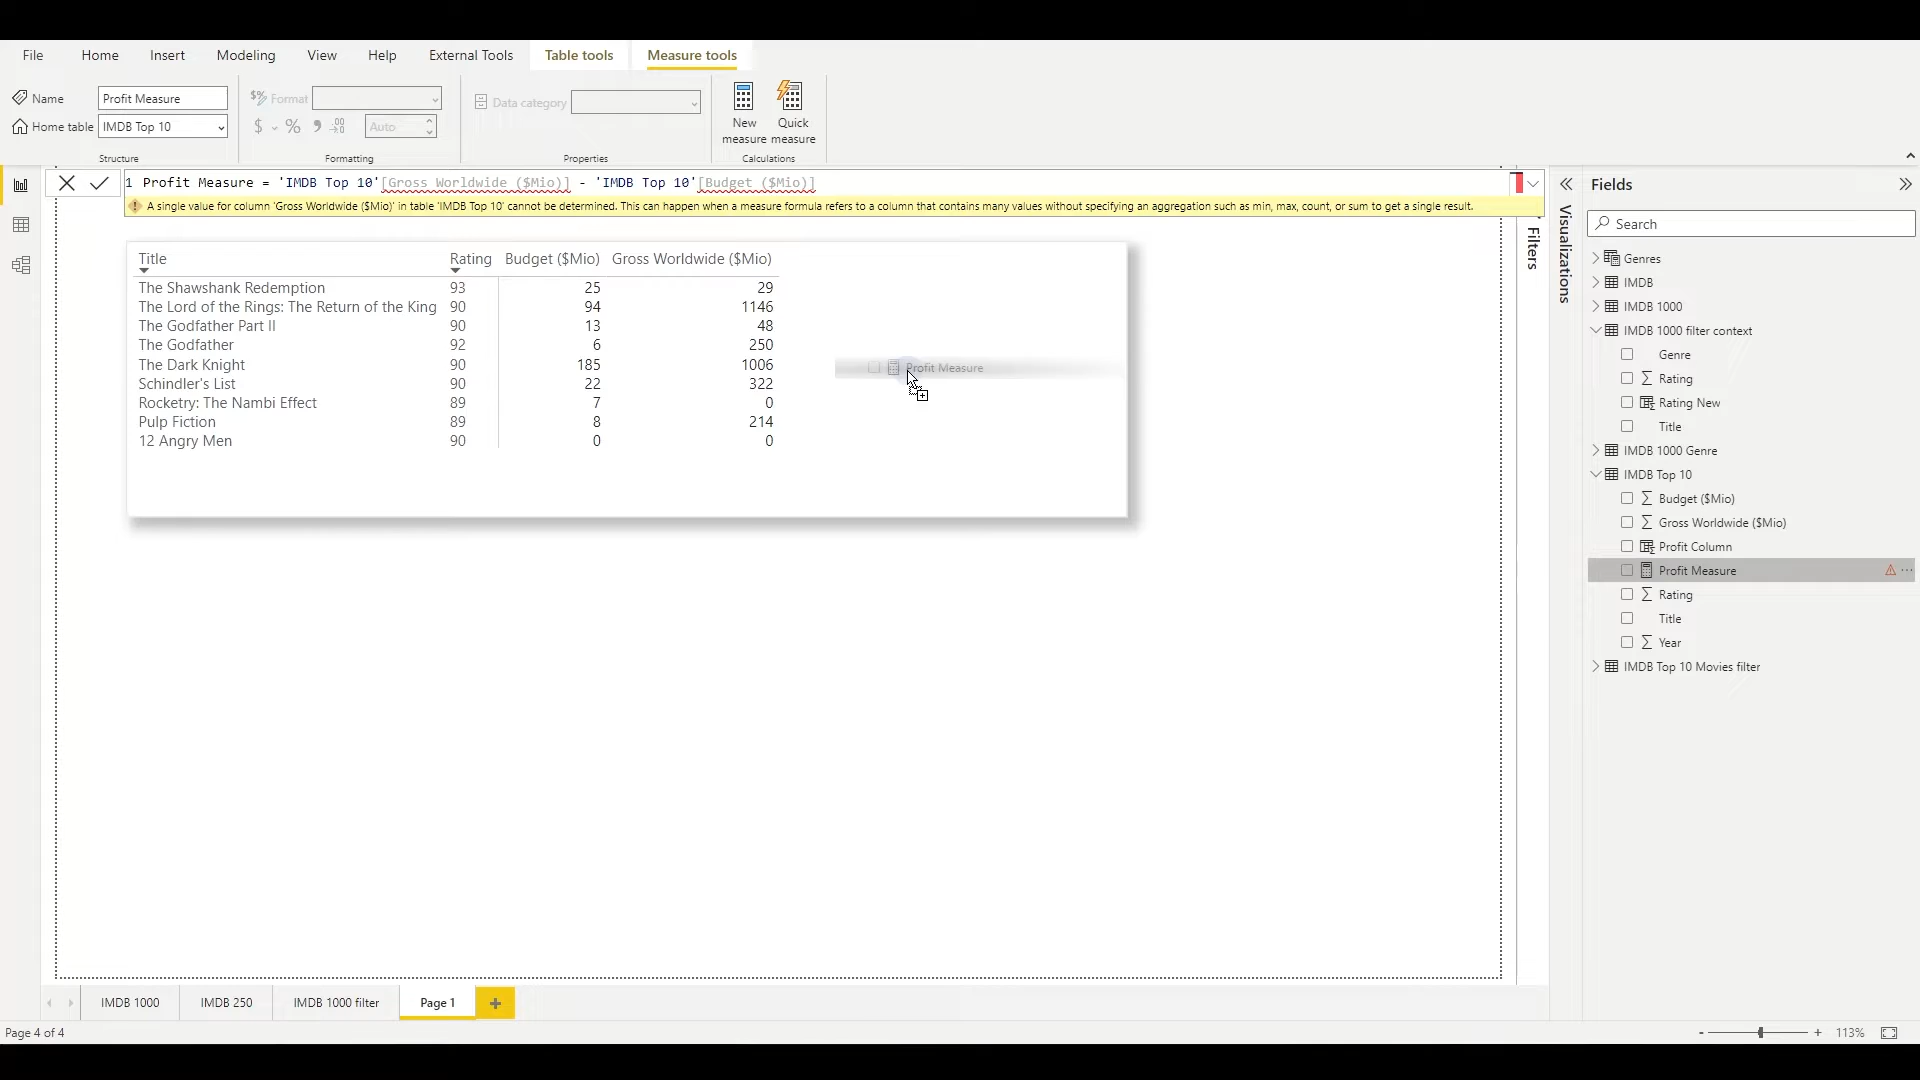 File Home Insert Modeling View Help External Tools Table tools Measure tools
Name Profit Measure
Home table IMDB Top 10
Structure
Format
$ % Auto
Formatting
Data category
Properties
New measure
Quick measure
Calculations
1 Profit Measure = 'IMDB Top 10'[Gross Worldwide ($Mio)] - 'IMDB Top 10'[Budget ($Mio)]
A single value for column 'Gross Worldwide ($Mio)' in table 'IMDB Top 10' cannot be determined. This can happen when a measure formula refers to a column that contains many values without specifying an aggregation such as min, max, count, or sum to get a single result.
Title Rating Budget ($Mio) Gross Worldwide ($Mio)
The Shawshank Redemption 93 25 29
The Lord of the Rings: The Return of the King 90 94 1146
The Godfather Part II 90 13 48
The Godfather 92 6 250
The Dark Knight 90 185 1006
Schindler's List 90 22 322
Rocketry: The Nambi Effect 89 7 0
Pulp Fiction 89 8 214
12 Angry Men 90 0 0
Profit Measure
Filters
Visualizations
Fields
Search
Genres
IMDB
IMDB 1000
IMDB 1000 filter context
Genre
Rating
Rating New
Title
IMDB 1000 Genre
IMDB Top 10
Budget ($Mio)
Gross Worldwide ($Mio)
Profit Column
Profit Measure
Rating
Title
Year
IMDB Top 10 Movies filter
IMDB 1000 IMDB 250 IMDB 1000 filter Page 1 +
Page 4 of 4
- + 113%